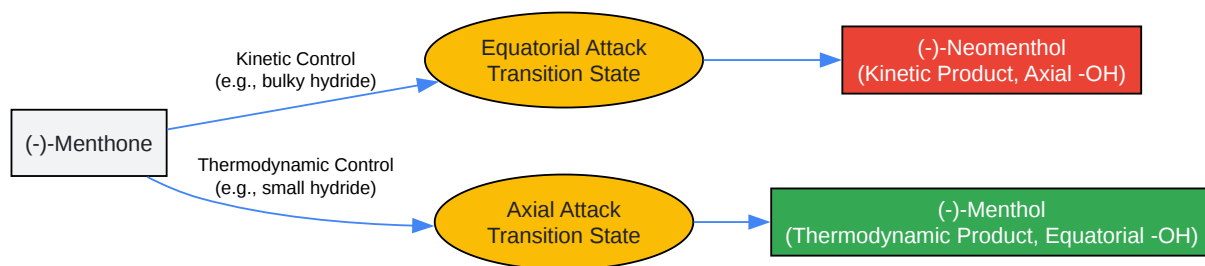 (-)-Menthone
Kinetic Control
(e.g., bulky hydride)
Equatorial Attack
Transition State
(-)-Neomenthol
(Kinetic Product, Axial -OH)
Thermodynamic Control
(e.g., small hydride)
Axial Attack
Transition State
(-)-Menthol
(Thermodynamic Product, Equatorial -OH)